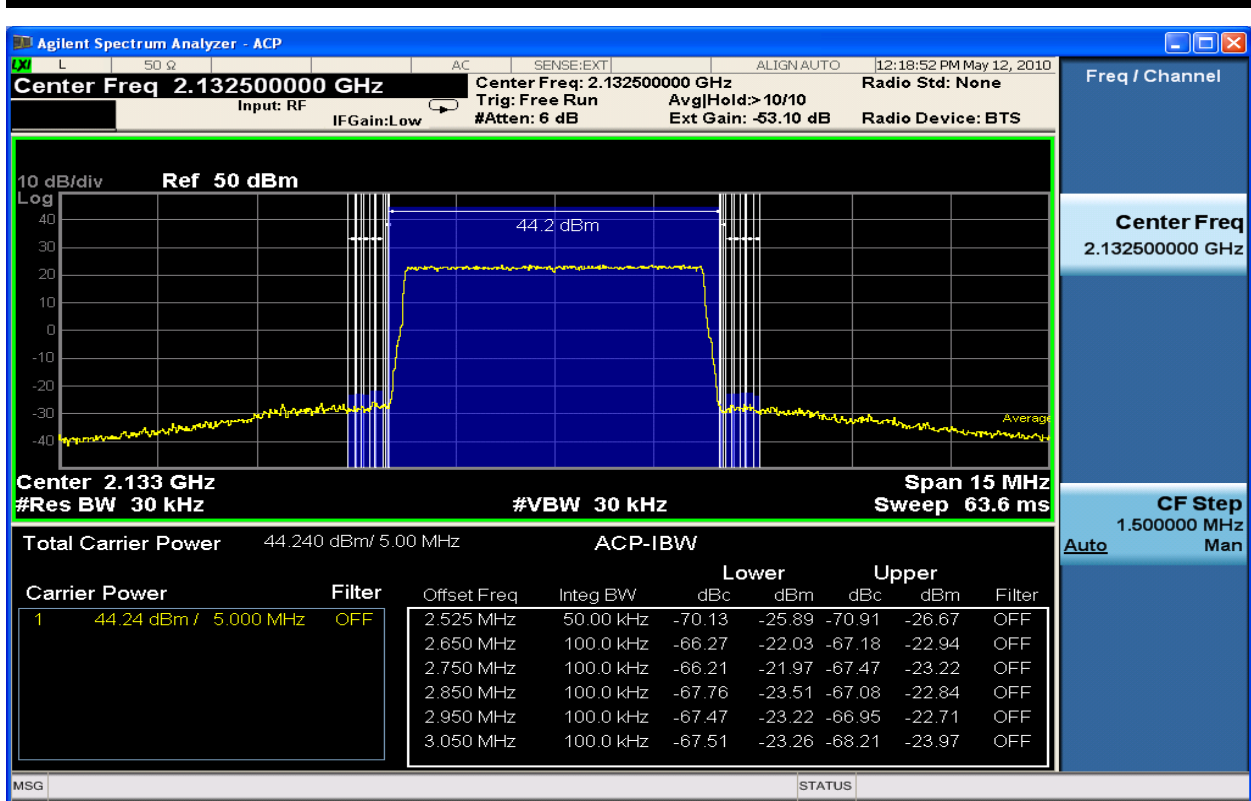 Agilent Spectrum Analyzer - ACP
LXI L 50 Ω AC SENSE:EXT ALIGN AUTO 12:18:52 PM May 12, 2010
Center Freq 2.132500000 GHz
Input: RF
IFGain:Low
Center Freq: 2.132500000 GHz
Trig: Free Run Avg|Hold:>10/10
#Atten: 6 dB Ext Gain: -53.10 dB
Radio Std: None
Radio Device: BTS
Freq / Channel
10 dB/div Ref 50 dBm
Log
40
30
20
10
0
-10
-20
-30
-40
44.2 dBm
Average
Center 2.133 GHz Span 15 MHz
#Res BW 30 kHz #VBW 30 kHz Sweep 63.6 ms
Center Freq
2.132500000 GHz
CF Step
1.500000 MHz
Auto Man
Total Carrier Power 44.240 dBm/ 5.00 MHz ACP-IBW
Lower Upper
Carrier Power Filter Offset Freq Integ BW dBc dBm dBc dBm Filter
1 44.24 dBm / 5.000 MHz OFF 2.525 MHz 50.00 kHz -70.13 -25.89 -70.91 -26.67 OFF
2.650 MHz 100.0 kHz -66.27 -22.03 -67.18 -22.94 OFF
2.750 MHz 100.0 kHz -66.21 -21.97 -67.47 -23.22 OFF
2.850 MHz 100.0 kHz -67.76 -23.51 -67.08 -22.84 OFF
2.950 MHz 100.0 kHz -67.47 -23.22 -66.95 -22.71 OFF
3.050 MHz 100.0 kHz -67.51 -23.26 -68.21 -23.97 OFF
MSG STATUS